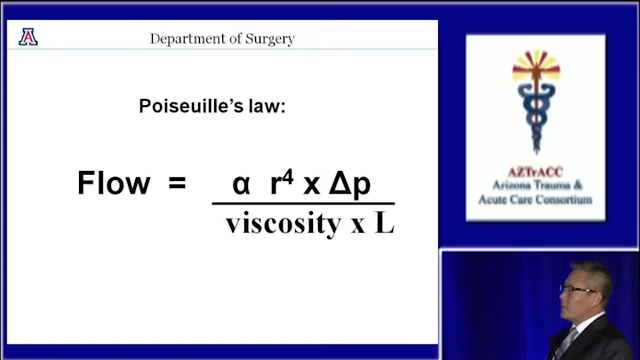 Department of Surgery
Poiseuille's law:
Flow = α r⁴ x Δp
viscosity x L
AZTrACC
Arizona Trauma &
Acute Care Consortium